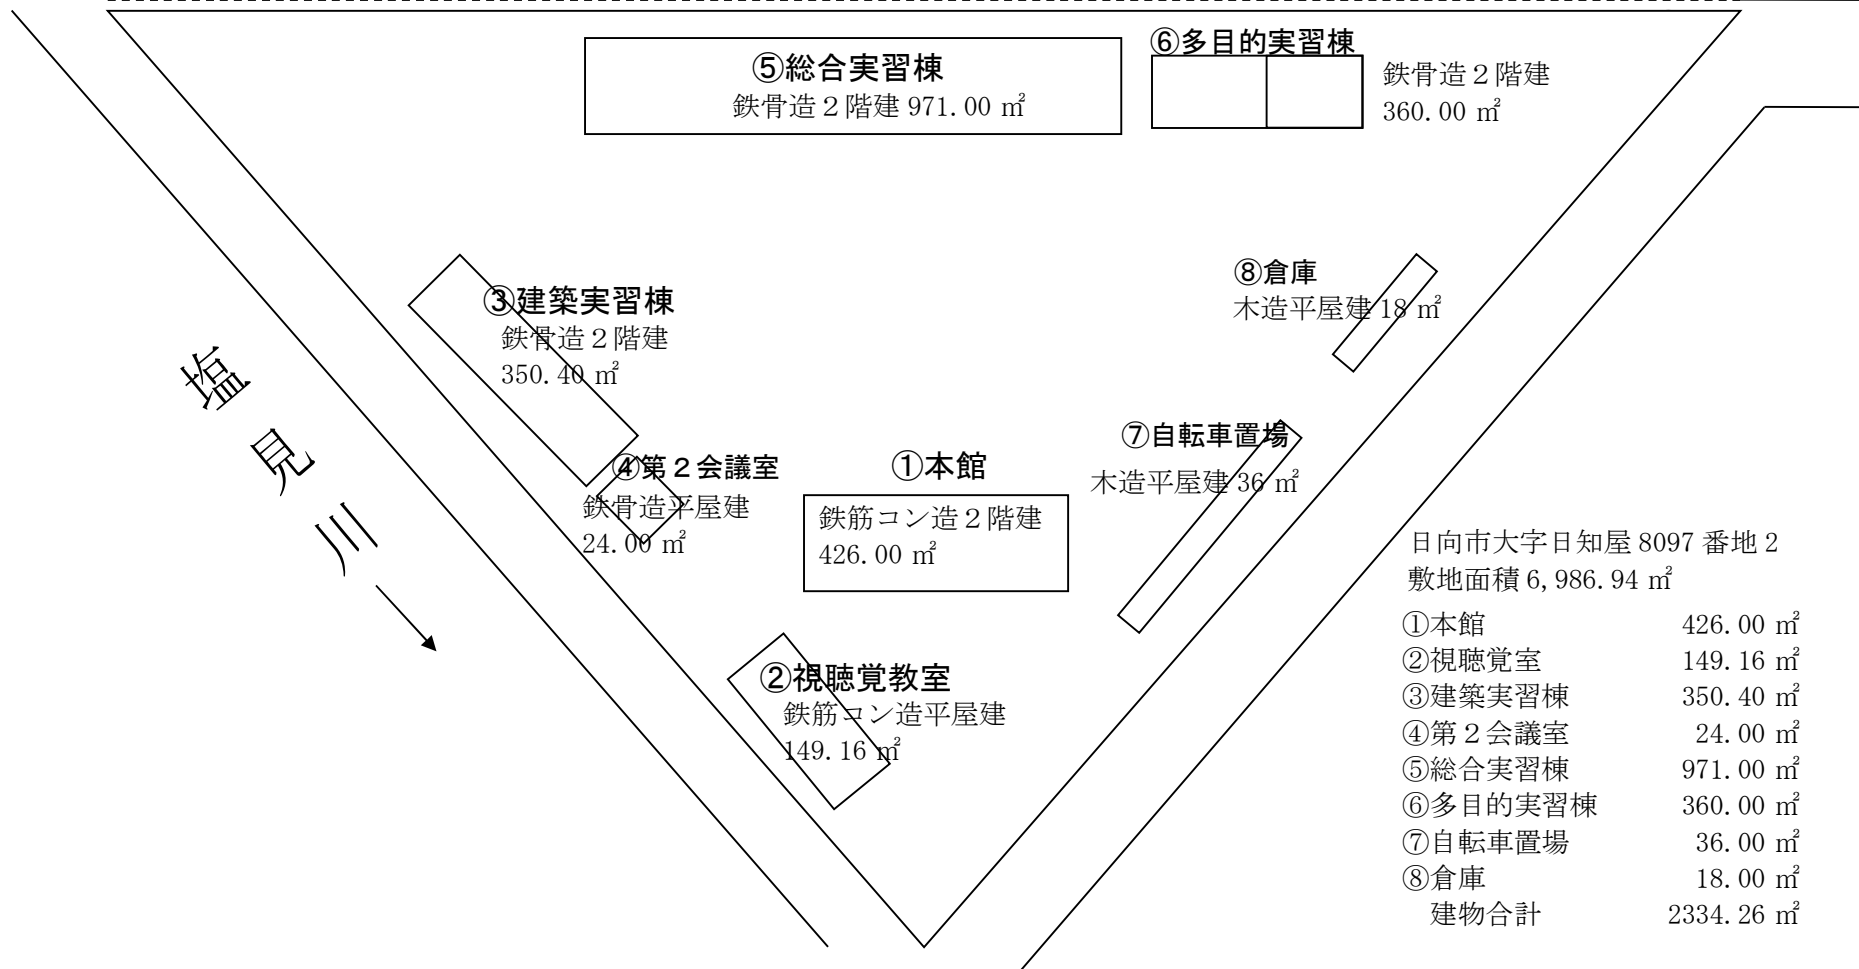 ⑤総合実習棟
鉄骨造２階建 971.00 ㎡
⑥多目的実習棟
鉄骨造２階建
360.00 ㎡
③建築実習棟
鉄骨造２階建
350.40 ㎡
⑧倉庫
木造平屋建 18 ㎡
塩見川
④第２会議室
鉄骨造平屋建
24.00 ㎡
①本館
鉄筋コン造２階建
426.00 ㎡
⑦自転車置場
木造平屋建 36 ㎡
②視聴覚教室
鉄筋コン造平屋建
149.16 ㎡
日向市大字日知屋 8097 番地 2
敷地面積 6,986.94 ㎡
①本館 426.00 ㎡
②視聴覚室 149.16 ㎡
③建築実習棟 350.40 ㎡
④第２会議室 24.00 ㎡
⑤総合実習棟 971.00 ㎡
⑥多目的実習棟 360.00 ㎡
⑦自転車置場 36.00 ㎡
⑧倉庫 18.00 ㎡
建物合計 2334.26 ㎡